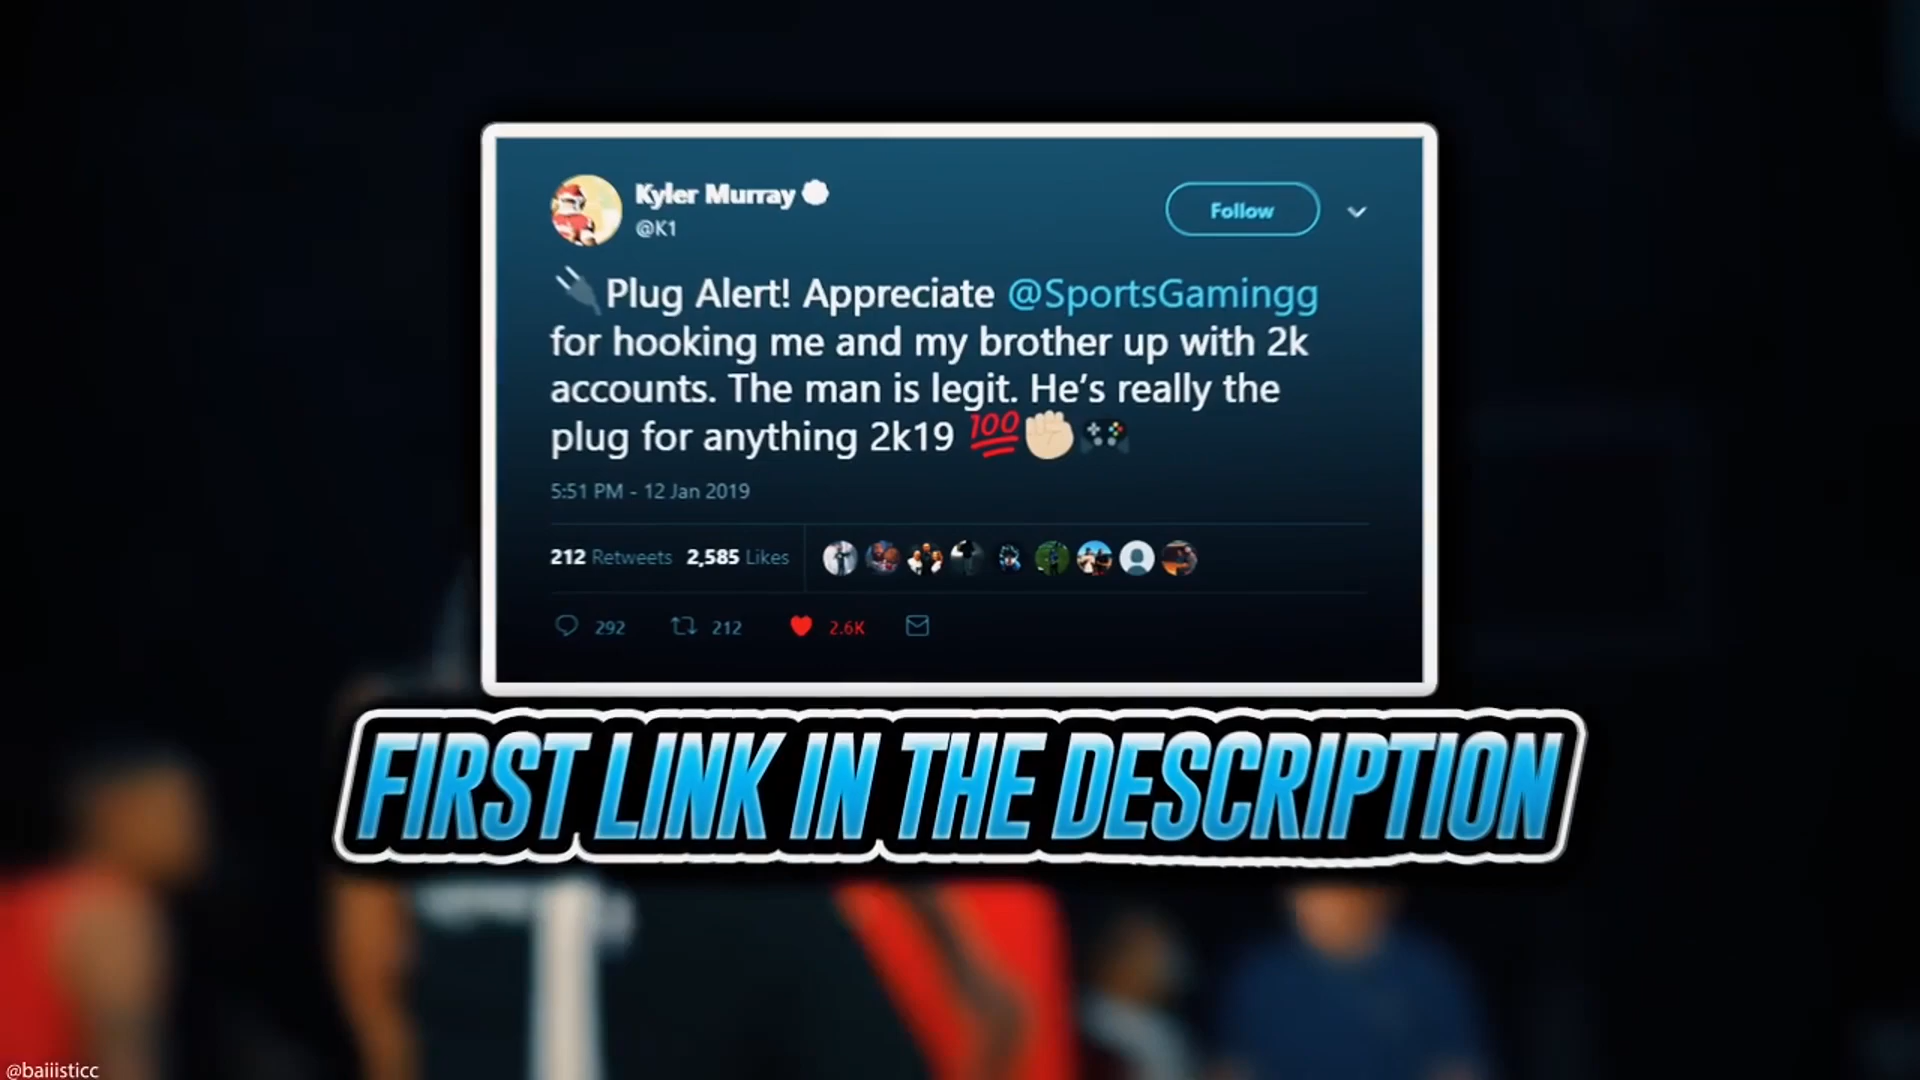 Kyler Murray
@K1
Follow
Plug Alert! Appreciate @SportsGamingg
for hooking me and my brother up with 2k
accounts. The man is legit. He’s really the
plug for anything 2k19 💯✊🏻🎮
5:51 PM - 12 Jan 2019
212 Retweets 2,585 Likes
292 212 2.6K
FIRST LINK IN THE DESCRIPTION
@baiiisticc